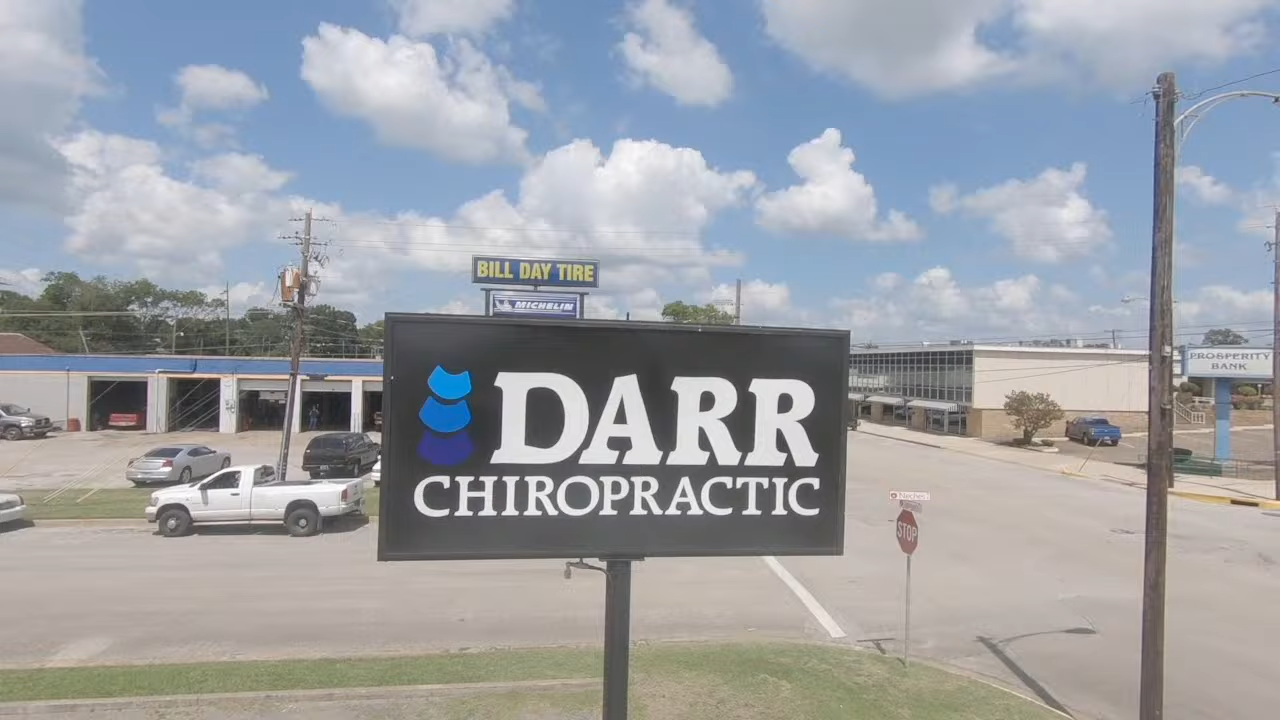 BILL DAY TIRE
MICHELIN
DARR
CHIROPRACTIC
PROSPERITY
BANK
STOP